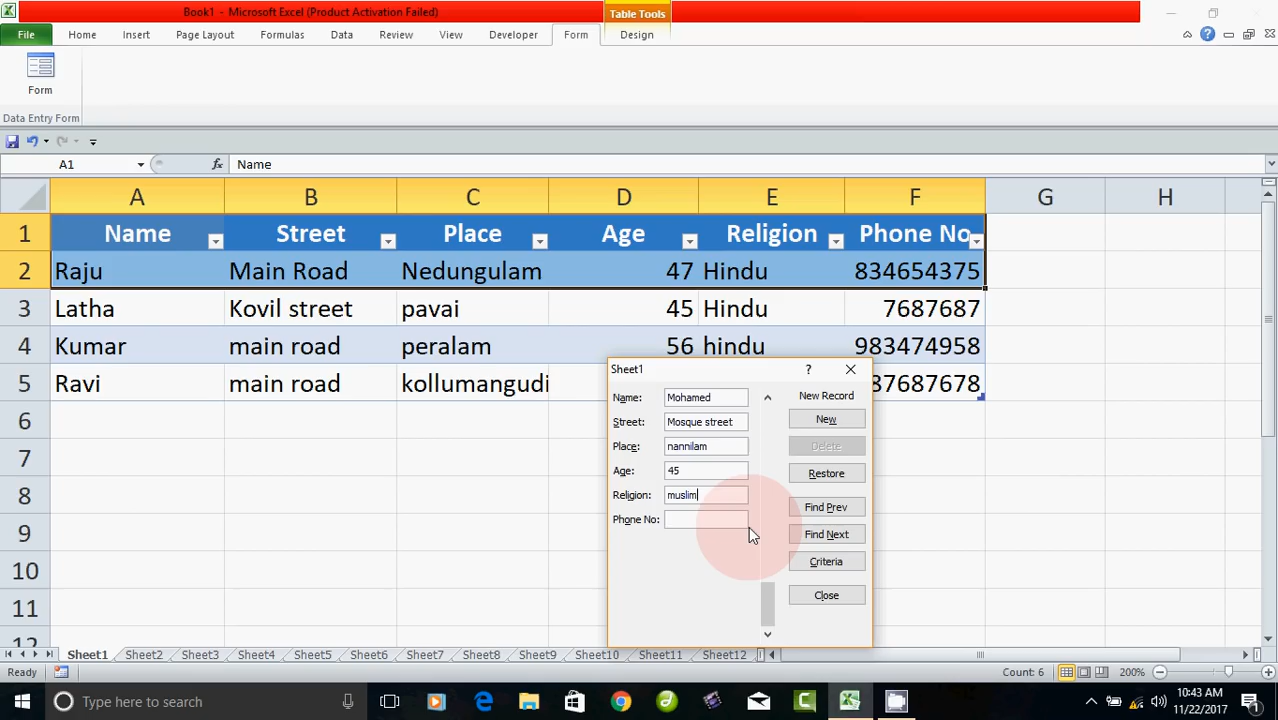 Book1 - Microsoft Excel (Product Activation Failed)
Table Tools
File Home Insert Page Layout Formulas Data Review View Developer Form Design
Form
Data Entry Form
A1 fx Name
A B C D E F G H
1 Name Street Place Age Religion Phone No
2 Raju Main Road Nedungulam 47 Hindu 834654375
3 Latha Kovil street pavai 45 Hindu 7687687
4 Kumar main road peralam 56 hindu 983474958
5 Ravi main road kollumangudi 87687678
6
7
8
9
10
11
12
Sheet1
Name: Mohamed
Street: Mosque street
Place: nannilam
Age: 45
Religion: muslim
Phone No:
New Record
New
Delete
Restore
Find Prev
Find Next
Criteria
Close
Sheet1 Sheet2 Sheet3 Sheet4 Sheet5 Sheet6 Sheet7 Sheet8 Sheet9 Sheet10 Sheet11 Sheet12
Ready Count: 6 200%
Type here to search
10:43 AM
11/22/2017